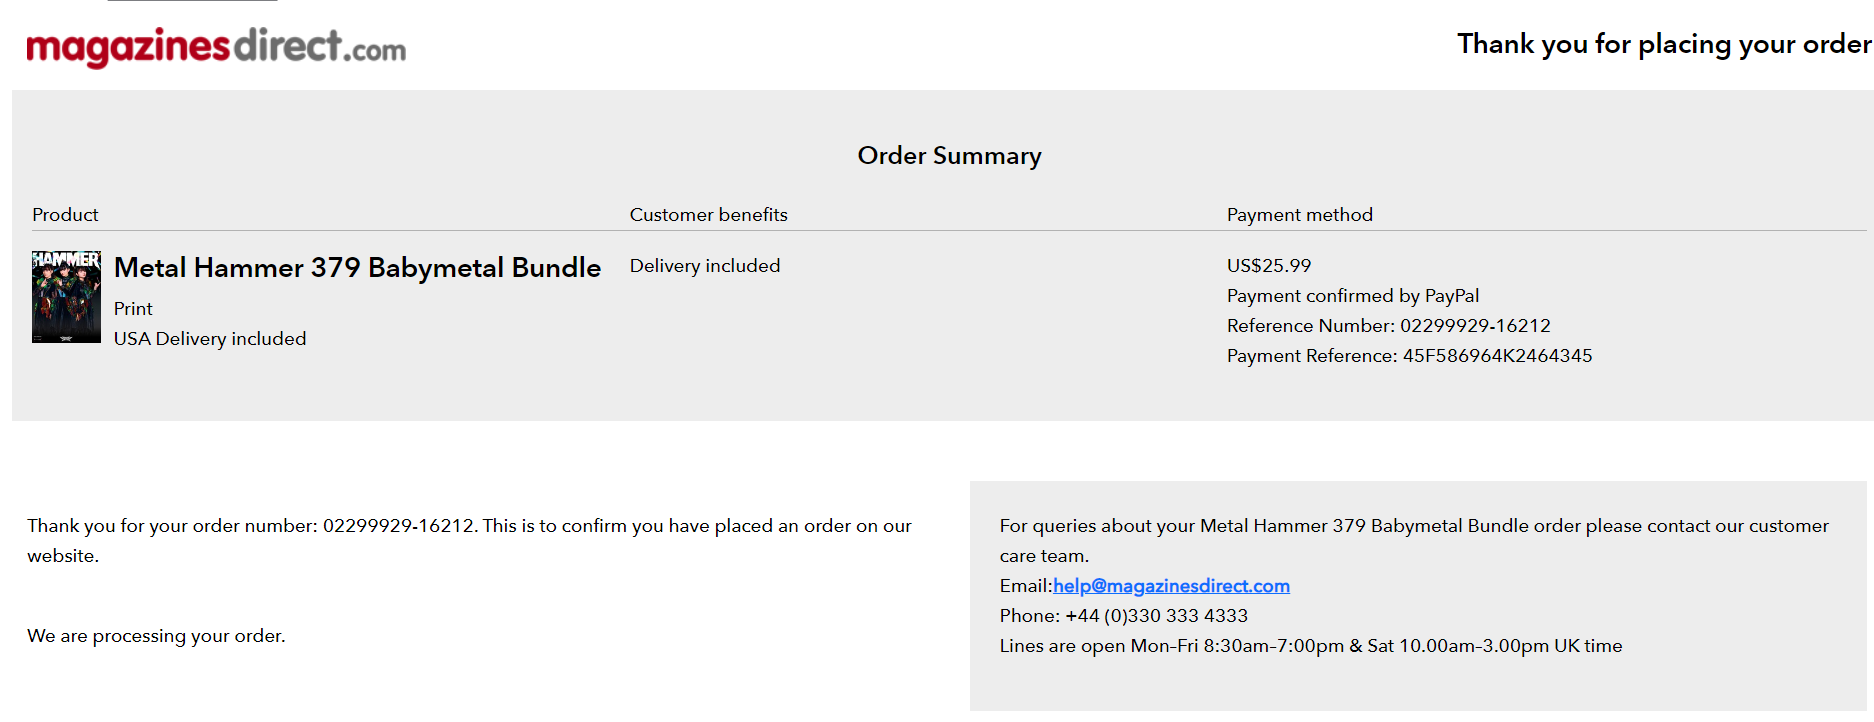 magazinesdirect.com
Thank you for placing your order
Order Summary
Product
Customer benefits
Payment method
HAMMER
Metal Hammer 379 Babymetal Bundle
Print
USA Delivery included
Delivery included
US$25.99
Payment confirmed by PayPal
Reference Number: 02299929-16212
Payment Reference: 45F586964K2464345
Thank you for your order number: 02299929-16212. This is to confirm you have placed an order on our
website.
We are processing your order.
For queries about your Metal Hammer 379 Babymetal Bundle order please contact our customer
care team.
Email:help@magazinesdirect.com
Phone: +44 (0)330 333 4333
Lines are open Mon–Fri 8:30am–7:00pm & Sat 10.00am–3.00pm UK time